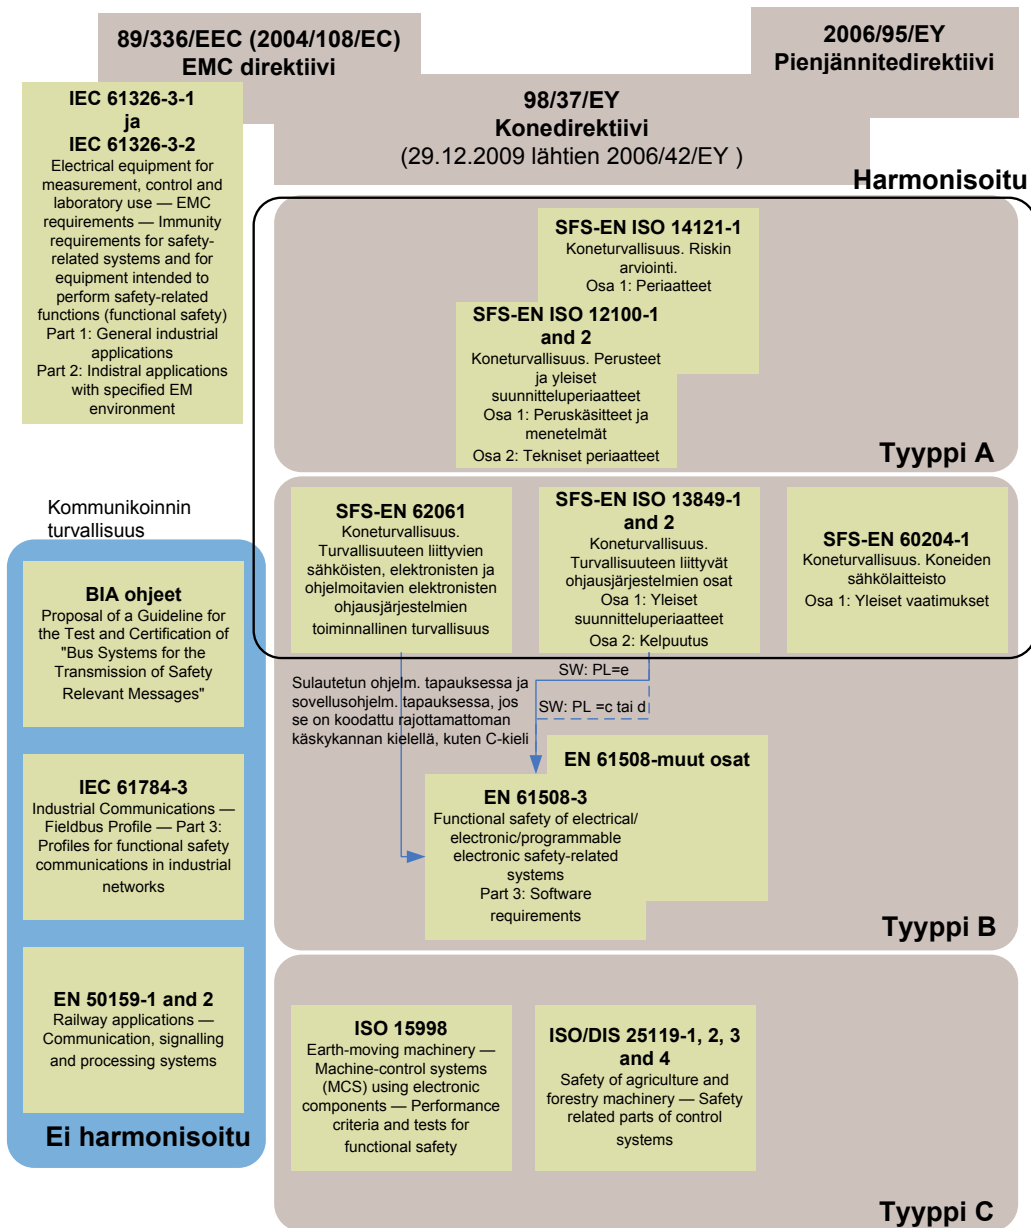 89/336/EEC (2004/108/EC)
EMC direktiivi
2006/95/EY
Pienjännitedirektiivi
98/37/EY
Konedirektiivi
(29.12.2009 lähtien 2006/42/EY )
IEC 61326-3-1
ja
IEC 61326-3-2
Electrical equipment for
measurement, control and
laboratory use — EMC
requirements — Immunity
requirements for safety-
related systems and for
equipment intended to
perform safety-related
functions (functional safety)
Part 1: General industrial
applications
Part 2: Indistral applications
with specified EM
environment
Harmonisoitu
SFS-EN ISO 14121-1
Koneturvallisuus. Riskin
arviointi.
Osa 1: Periaatteet
SFS-EN ISO 12100-1
and 2
Koneturvallisuus. Perusteet
ja yleiset
suunnitteluperiaatteet
Osa 1: Peruskäsitteet ja
menetelmät
Osa 2: Tekniset periaatteet
Tyyppi A
Kommunikoinnin
turvallisuus
BIA ohjeet
Proposal of a Guideline for
the Test and Certification of
"Bus Systems for the
Transmission of Safety
Relevant Messages"
IEC 61784-3
Industrial Communications —
Fieldbus Profile — Part 3:
Profiles for functional safety
communications in industrial
networks
EN 50159-1 and 2
Railway applications —
Communication, signalling
and processing systems
Ei harmonisoitu
SFS-EN 62061
Koneturvallisuus.
Turvallisuuteen liittyvien
sähköisten, elektronisten ja
ohjelmoitavien elektronisten
ohjausjärjestelmien
toiminnallinen turvallisuus
SFS-EN ISO 13849-1
and 2
Koneturvallisuus.
Turvallisuuteen liittyvät
ohjausjärjestelmien osat
Osa 1: Yleiset
suunnitteluperiaatteet
Osa 2: Kelpuutus
SFS-EN 60204-1
Koneturvallisuus. Koneiden
sähkölaitteisto
Osa 1: Yleiset vaatimukset
SW: PL=e
SW: PL =c tai d
Sulautetun ohjelm. tapauksessa ja
sovellusohjelm. tapauksessa, jos
se on koodattu rajottamattoman
käskykannan kielellä, kuten C-kieli
EN 61508-muut osat
EN 61508-3
Functional safety of electrical/
electronic/programmable
electronic safety-related
systems
Part 3: Software
requirements
Tyyppi B
ISO 15998
Earth-moving machinery —
Machine-control systems
(MCS) using electronic
components — Performance
criteria and tests for
functional safety
ISO/DIS 25119-1, 2, 3
and 4
Safety of agriculture and
forestry machinery — Safety
related parts of control
systems
Tyyppi C